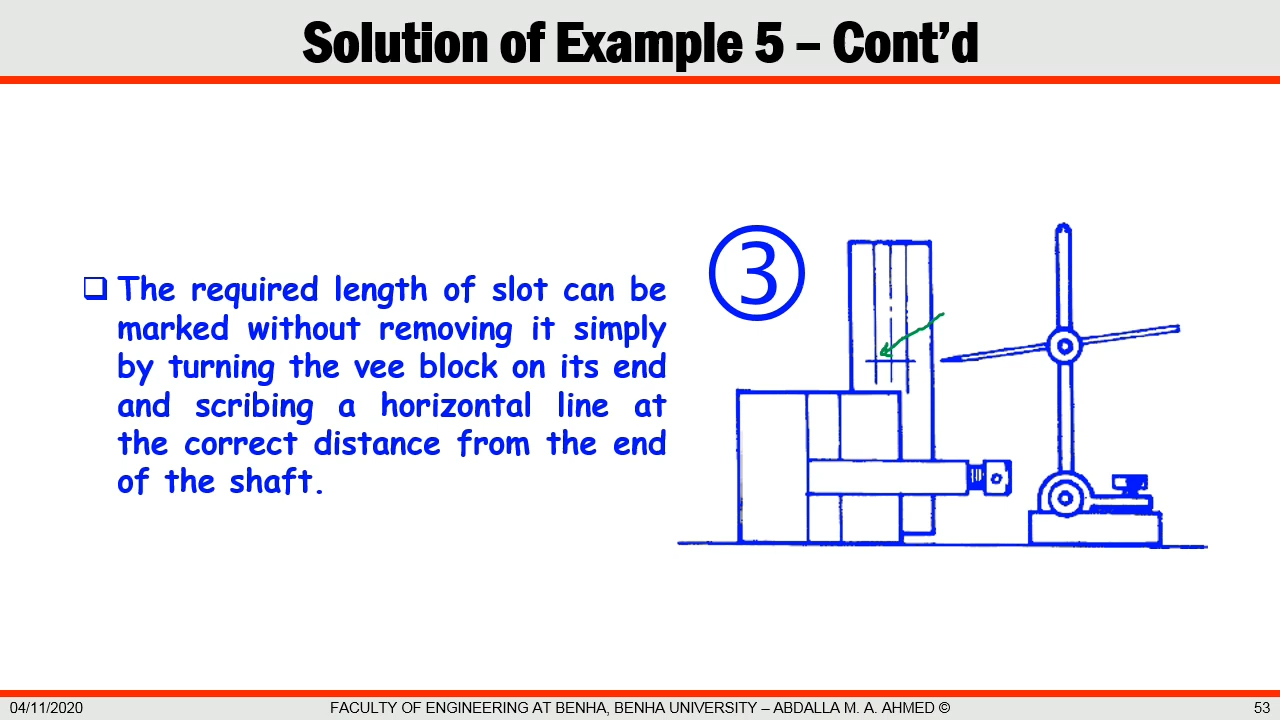 Solution of Example 5 – Cont’d
❑ The required length of slot can be
marked without removing it simply
by turning the vee block on its end
and scribing a horizontal line at
the correct distance from the end
of the shaft.
3
04/11/2020
FACULTY OF ENGINEERING AT BENHA, BENHA UNIVERSITY – ABDALLA M. A. AHMED ©
53